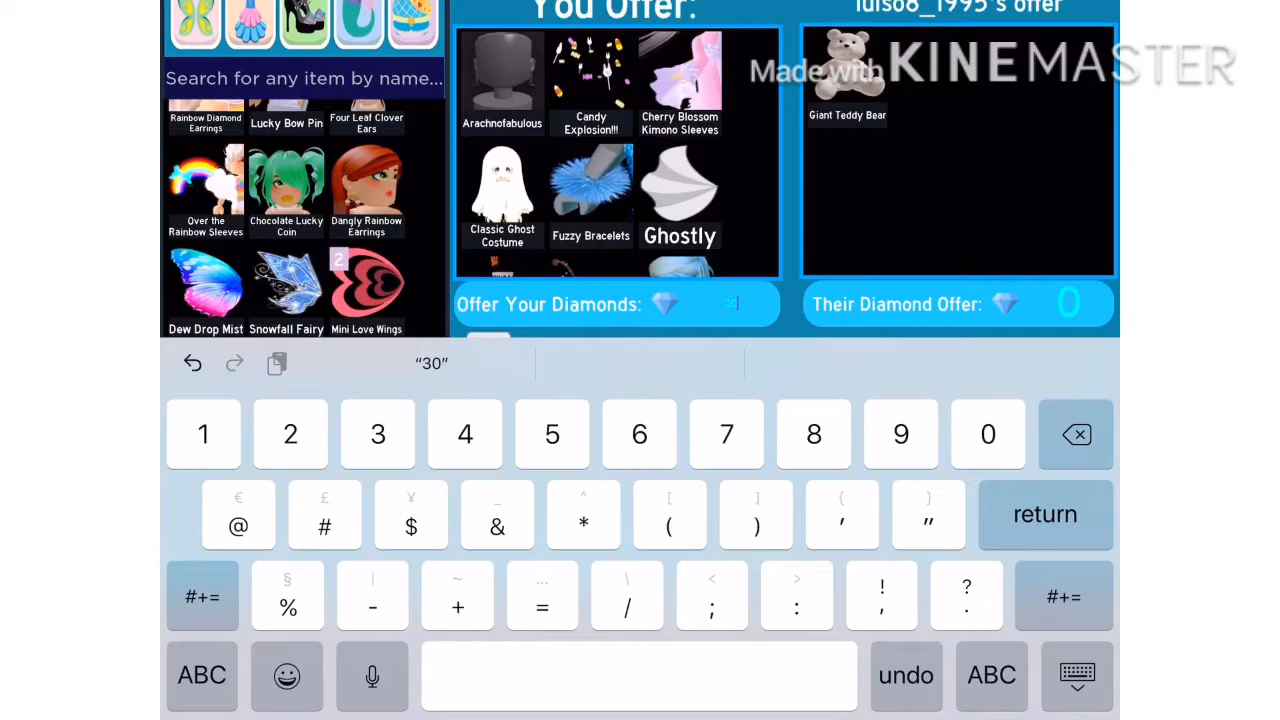 You Offer:
luis68_1995's offer
Made with KINEMASTER
Search for any item by name...
Rainbow Diamond
Earrings
Lucky Bow Pin
Four Leaf Clover
Ears
Over the
Rainbow Sleeves
Chocolate Lucky
Coin
Dangly Rainbow
Earrings
2
Dew Drop Mist
Snowfall Fairy
Mini Love Wings
Arachnofabulous
Candy
Explosion!!!
Cherry Blossom
Kimono Sleeves
Classic Ghost
Costume
Fuzzy Bracelets
Ghostly
Giant Teddy Bear
Offer Your Diamonds:
30
Their Diamond Offer:
0
"30"
1 2 3 4 5 6 7 8 9 0
€ £ ¥ _ ^ [ ] { }
@ # $ & * ( ) ' " return
§ | ~ … \ < > ! ?
#+= % - + = / ; : , . #+=
ABC undo ABC